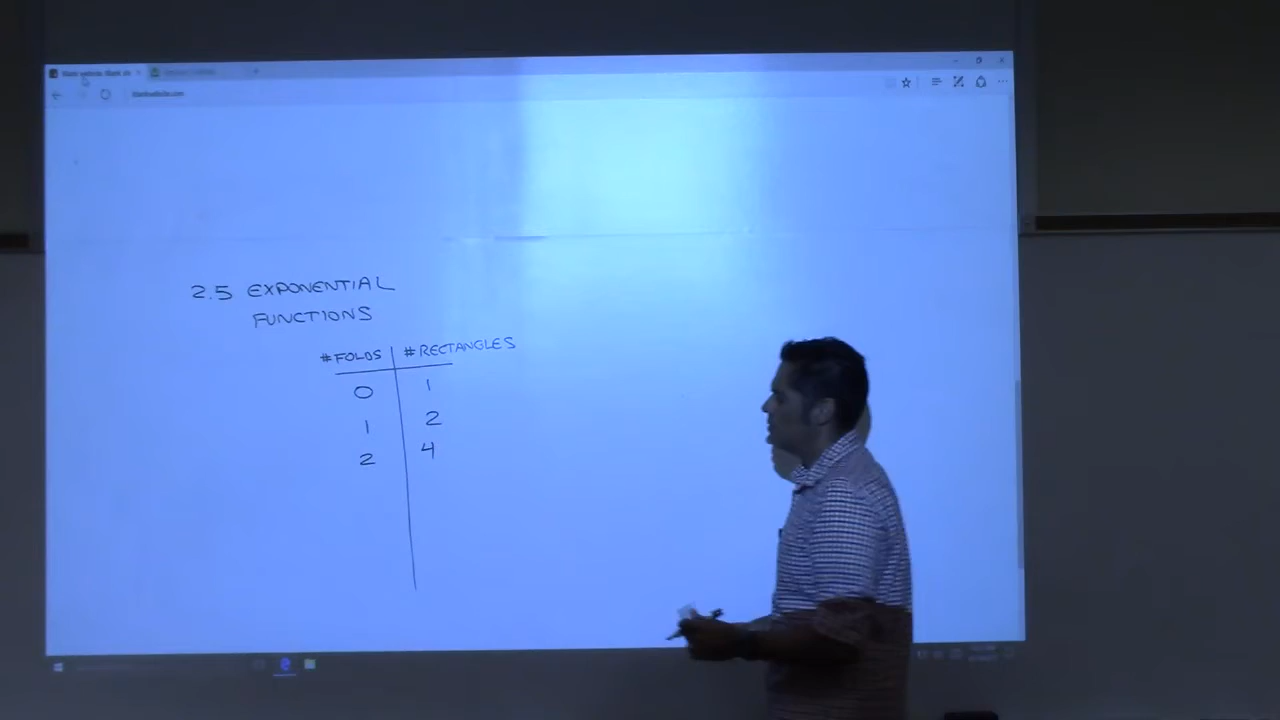 2.5 EXPONENTIAL
FUNCTIONS
#FOLDS #RECTANGLES
0 1
1 2
2 4